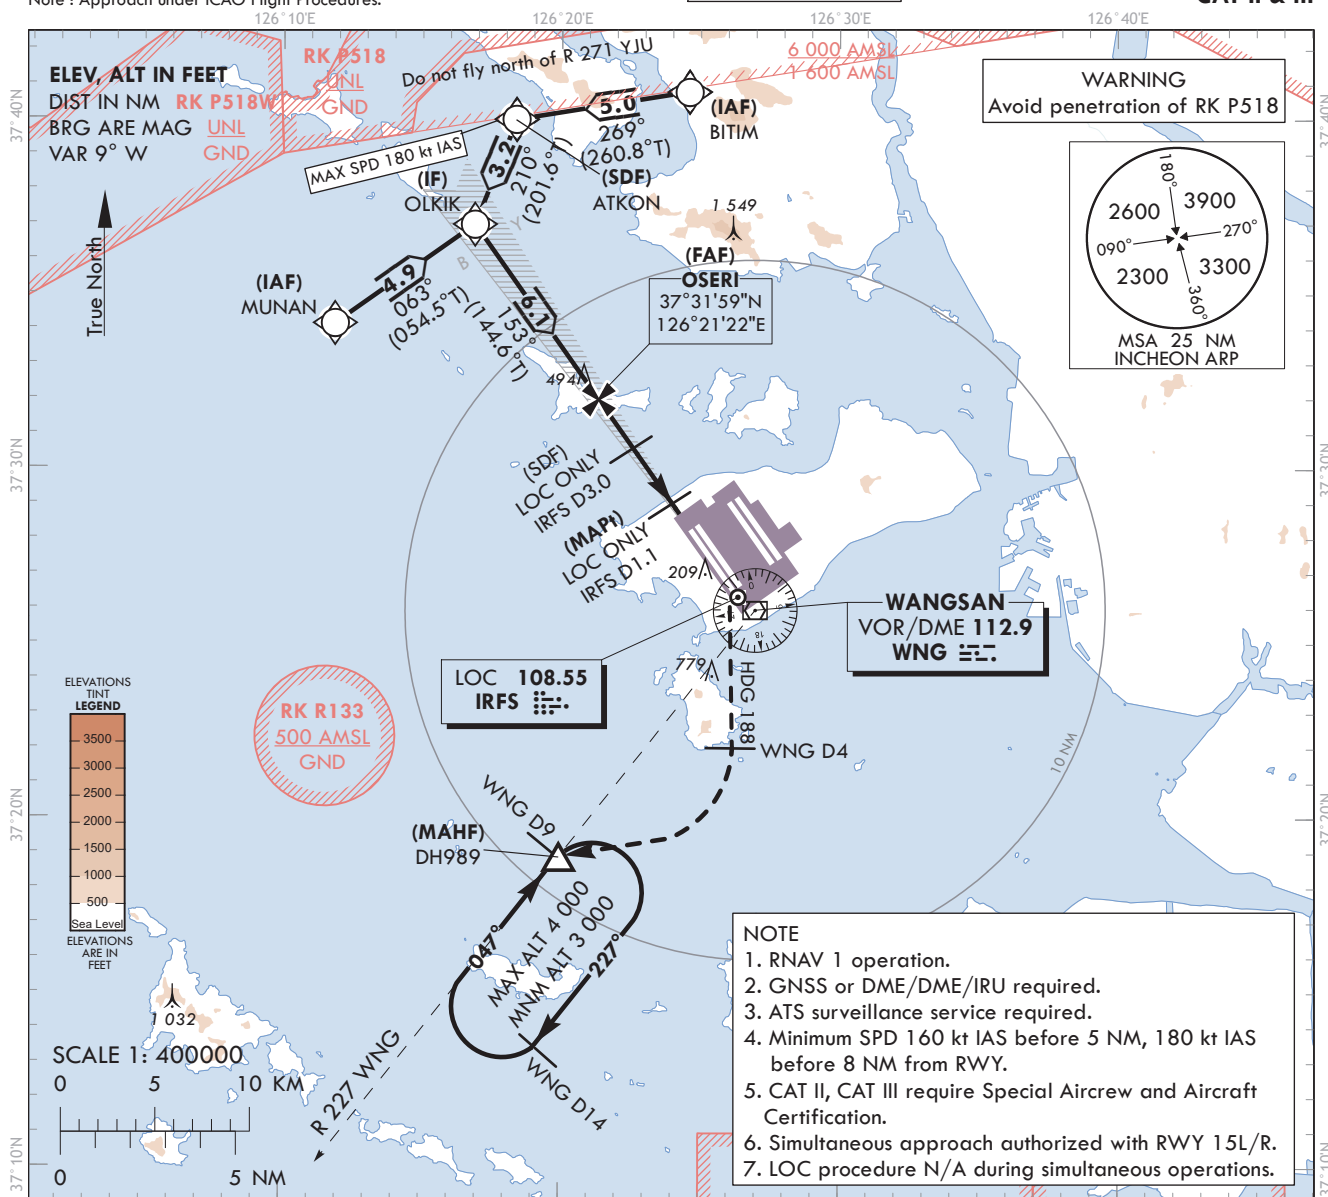 126°10'E
126°20'E
126°30'E
126°40'E
37°40'N
37°30'N
37°20'N
37°10'N
37°40'N
37°30'N
37°20'N
37°10'N
ELEV, ALT IN FEET
DIST IN NM
BRG ARE MAG
VAR 9° W
True North
RK P518
UNL
GND
RK P518W
UNL
GND
Do not fly north of R 271 YJU
6 000 AMSL
1 600 AMSL
WARNING
Avoid penetration of RK P518
180°
270°
360°
090°
2600
3900
2300
3300
MSA 25 NM
INCHEON ARP
MAX SPD 180 kt IAS
5.0
269°
(260.8°T)
(IAF)
BITIM
(SDF)
ATKON
3.2
210°
(201.6°T)
(IF)
OLKIK
Y
B
(IAF)
MUNAN
4.9
063°
(054.5°T)
6.1
153°
(144.6°T)
1 549
(FAF)
OSERI
37°31'59"N
126°21'22"E
494
(SDF)
LOC ONLY
IRFS D3.0
(MAPt)
LOC ONLY
IRFS D1.1
209
WANGSAN
VOR/DME 112.9
WNG
0
18
LOC 108.55
IRFS
779
HDG 188
WNG D4
10 NM
RK R133
500 AMSL
GND
ELEVATIONS
TINT
LEGEND
3500
3000
2500
2000
1500
1000
500
Sea Level
ELEVATIONS
ARE IN
FEET
WNG D9
(MAHF)
DH989
047°
MAX ALT 4 000
MNM ALT 3 000
227°
WNG D14
R 227 WNG
1 032
SCALE 1: 400000
0 5 10 KM
0 5 NM
NOTE
1. RNAV 1 operation.
2. GNSS or DME/DME/IRU required.
3. ATS surveillance service required.
4. Minimum SPD 160 kt IAS before 5 NM, 180 kt IAS
before 8 NM from RWY.
5. CAT II, CAT III require Special Aircrew and Aircraft
Certification.
6. Simultaneous approach authorized with RWY 15L/R.
7. LOC procedure N/A during simultaneous operations.